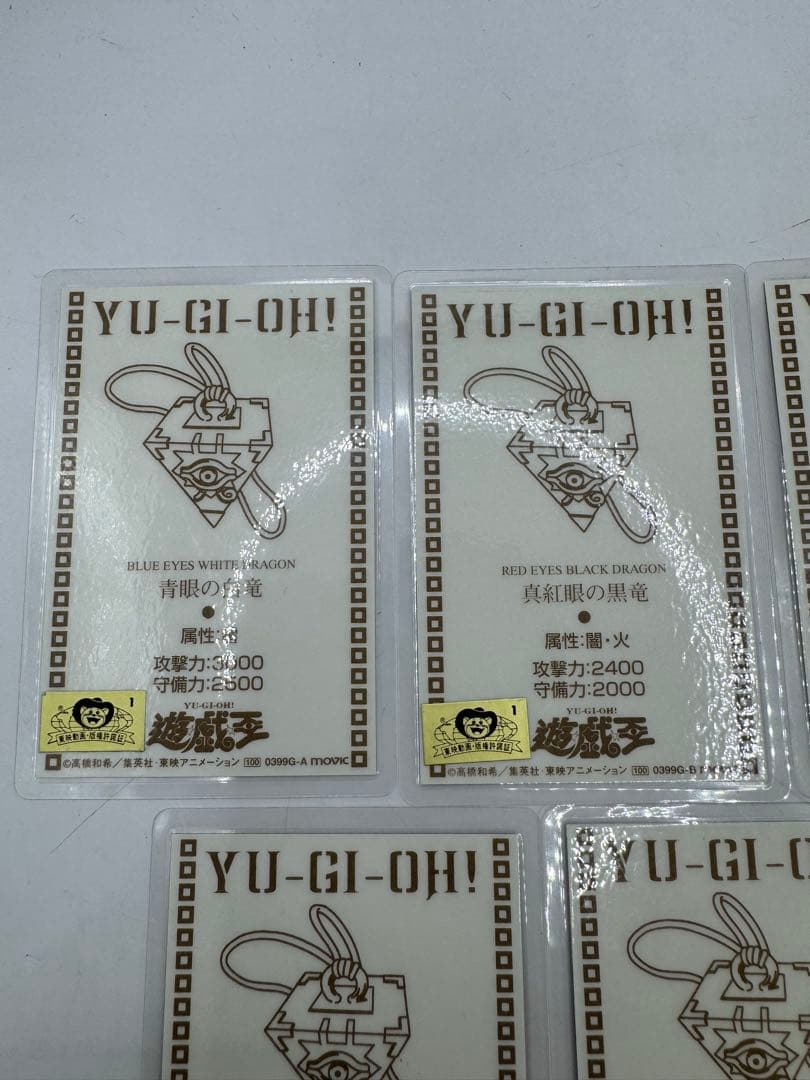 YU-GI-OH!
BLUE EYES WHITE DRAGON
青眼の白竜
属性:
攻撃力:3000
守備力:2500
1
東映動画・版権許諾証
YU-GI-OH!
遊戯王
©高橋和希／集英社・東映アニメーション 100 0399G-A movic
YU-GI-OH!
RED EYES BLACK DRAGON
真紅眼の黒竜
属性:闇・火
攻撃力:2400
守備力:2000
1
東映動画・版権許諾証
YU-GI-OH!
遊戯王
©高橋和希／集英社・東映アニメーション 100 0399G-B
YU-GI-OH!
YU-GI-O